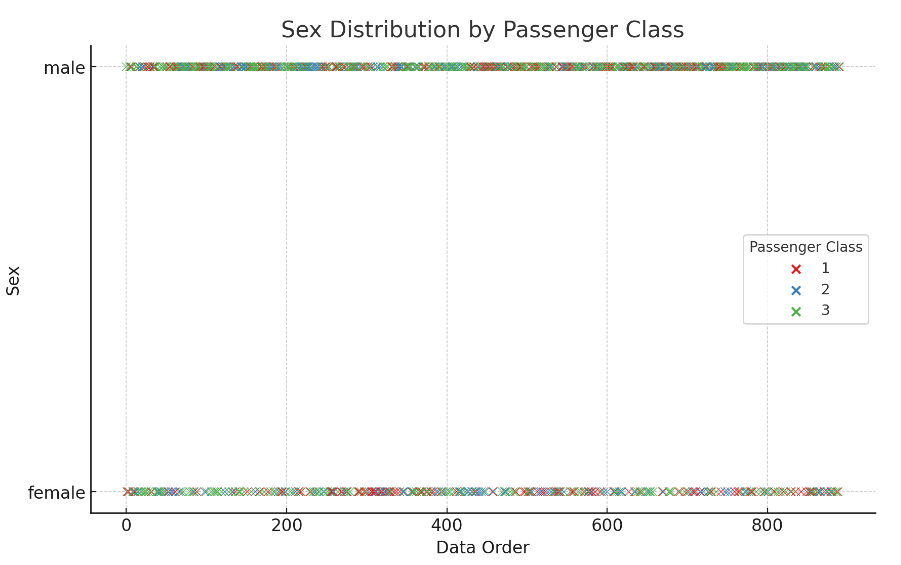 Sex Distribution by Passenger Class
male
Sex
Passenger Class
1
2
3
female
0 200 400 600 800
Data Order